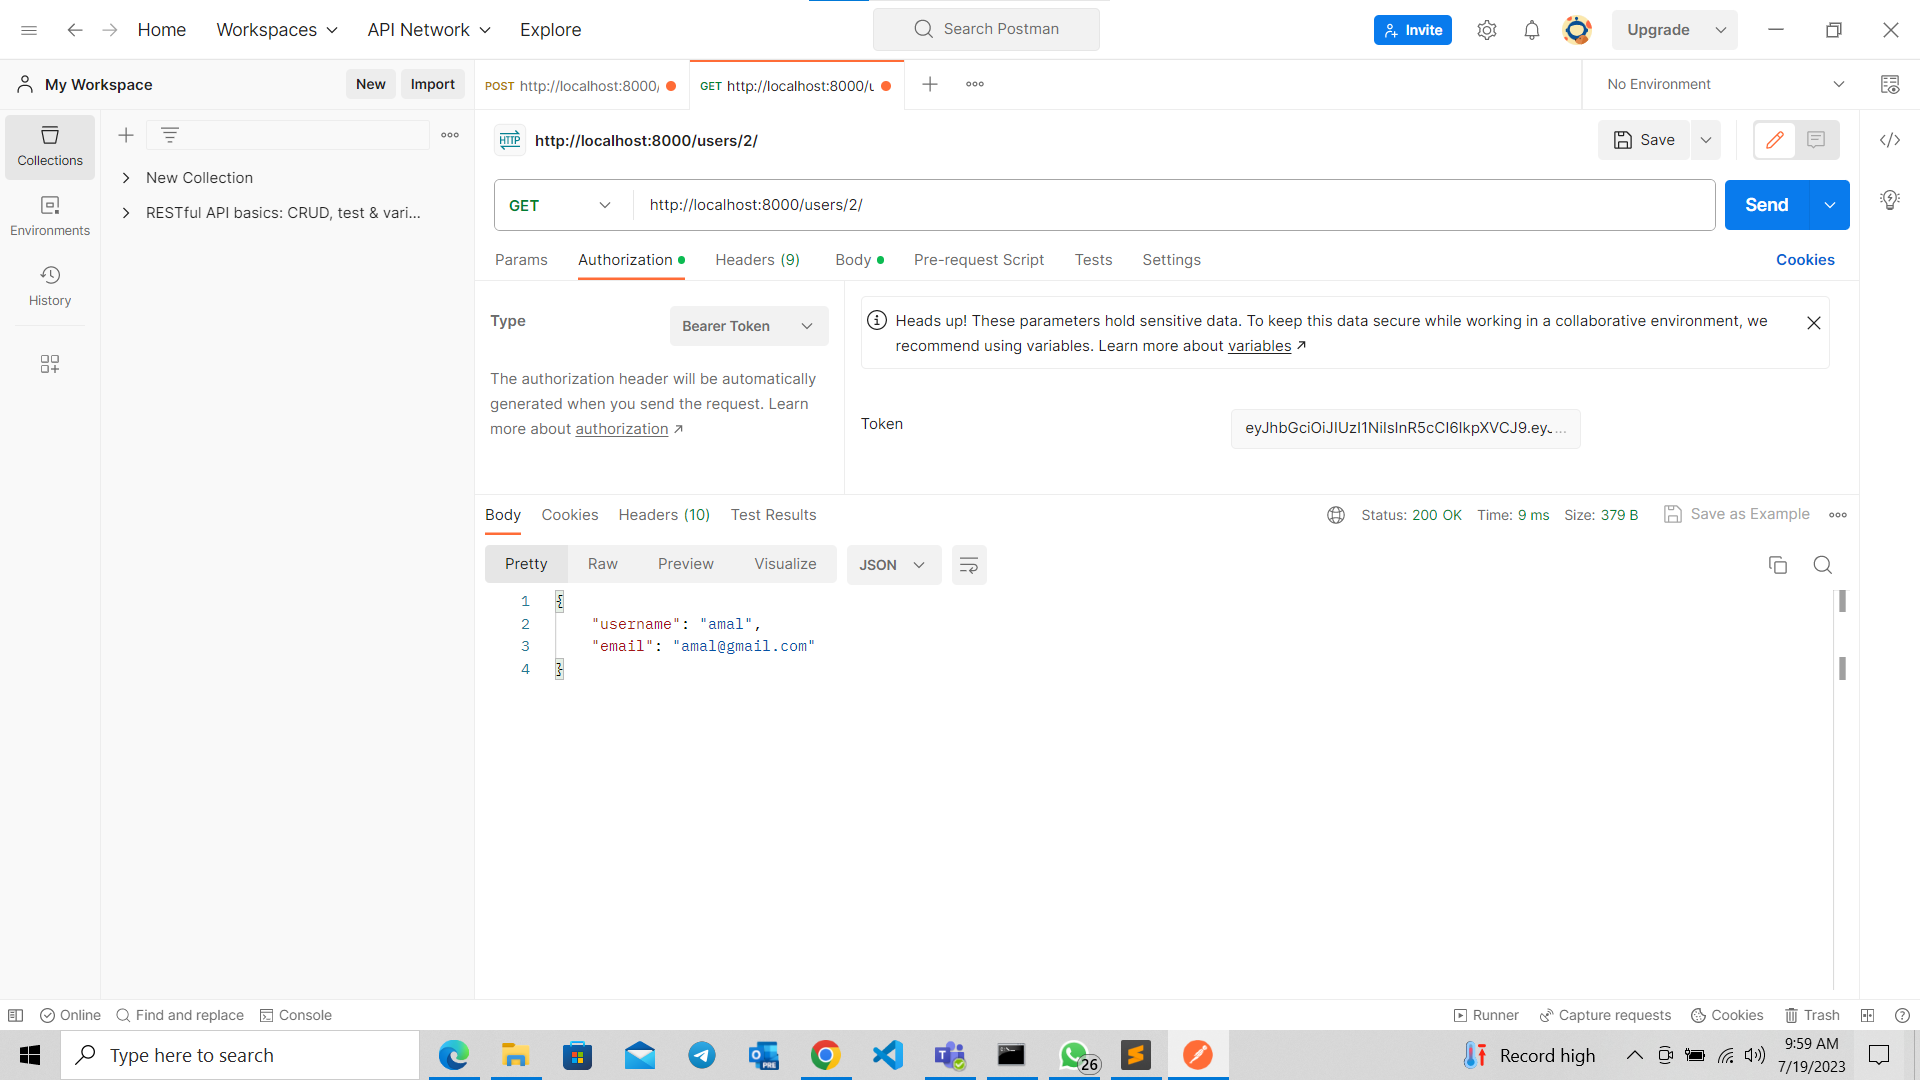 Home
Workspaces
API Network
Explore
Search Postman
Invite
Upgrade
My Workspace
New
Import
POST http://localhost:8000/
GET http://localhost:8000/u
No Environment
Collections
Environments
History
New Collection
RESTful API basics: CRUD, test & vari...
HTTP
http://localhost:8000/users/2/
Save
GET
http://localhost:8000/users/2/
Send
Params
Authorization
Headers (9)
Body
Pre-request Script
Tests
Settings
Cookies
Type
Bearer Token
The authorization header will be automatically
generated when you send the request. Learn
more about authorization ↗
Heads up! These parameters hold sensitive data. To keep this data secure while working in a collaborative environment, we
recommend using variables. Learn more about variables ↗
Token
eyJhbGciOiJIUzI1NiIsInR5cCI6IkpXVCJ9.eyJ...
Body
Cookies
Headers (10)
Test Results
Status: 200 OK
Time: 9 ms
Size: 379 B
Save as Example
Pretty
Raw
Preview
Visualize
JSON
1 {
2 "username": "amal",
3 "email": "amal@gmail.com"
4 }
Online
Find and replace
Console
Runner
Capture requests
Cookies
Trash
Type here to search
PRE
26
Record high
9:59 AM
7/19/2023